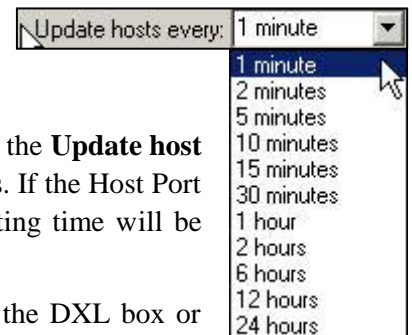 Update hosts every: 1 minute
1 minute
2 minutes
5 minutes
10 minutes
15 minutes
30 minutes
1 hour
2 hours
6 hours
12 hours
24 hours
the Update host
s. If the Host Port
ting time will be
the DXL box or